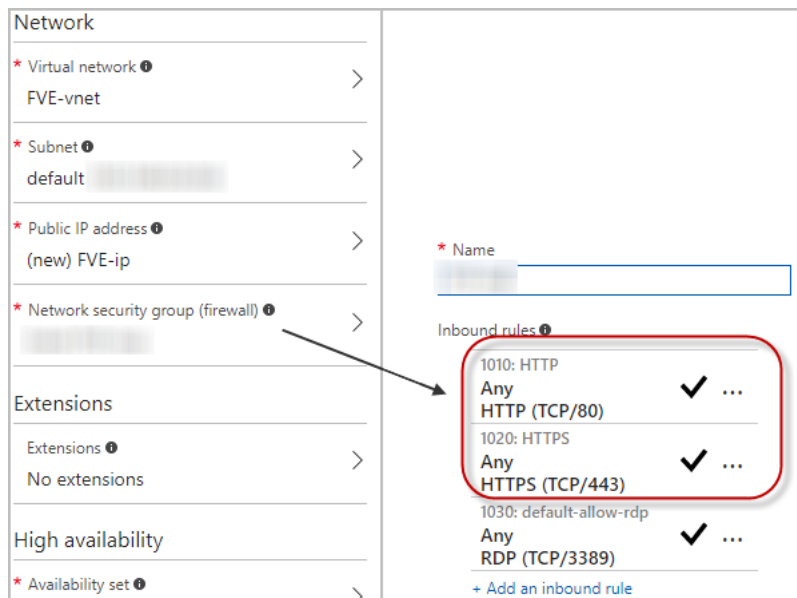 Network
* Virtual network
FVE-vnet
* Subnet
default
* Public IP address
(new) FVE-ip
* Network security group (firewall)
Extensions
Extensions
No extensions
High availability
* Availability set
* Name
Inbound rules
1010: HTTP
Any
HTTP (TCP/80)
...
1020: HTTPS
Any
HTTPS (TCP/443)
...
1030: default-allow-rdp
Any
RDP (TCP/3389)
...
+ Add an inbound rule